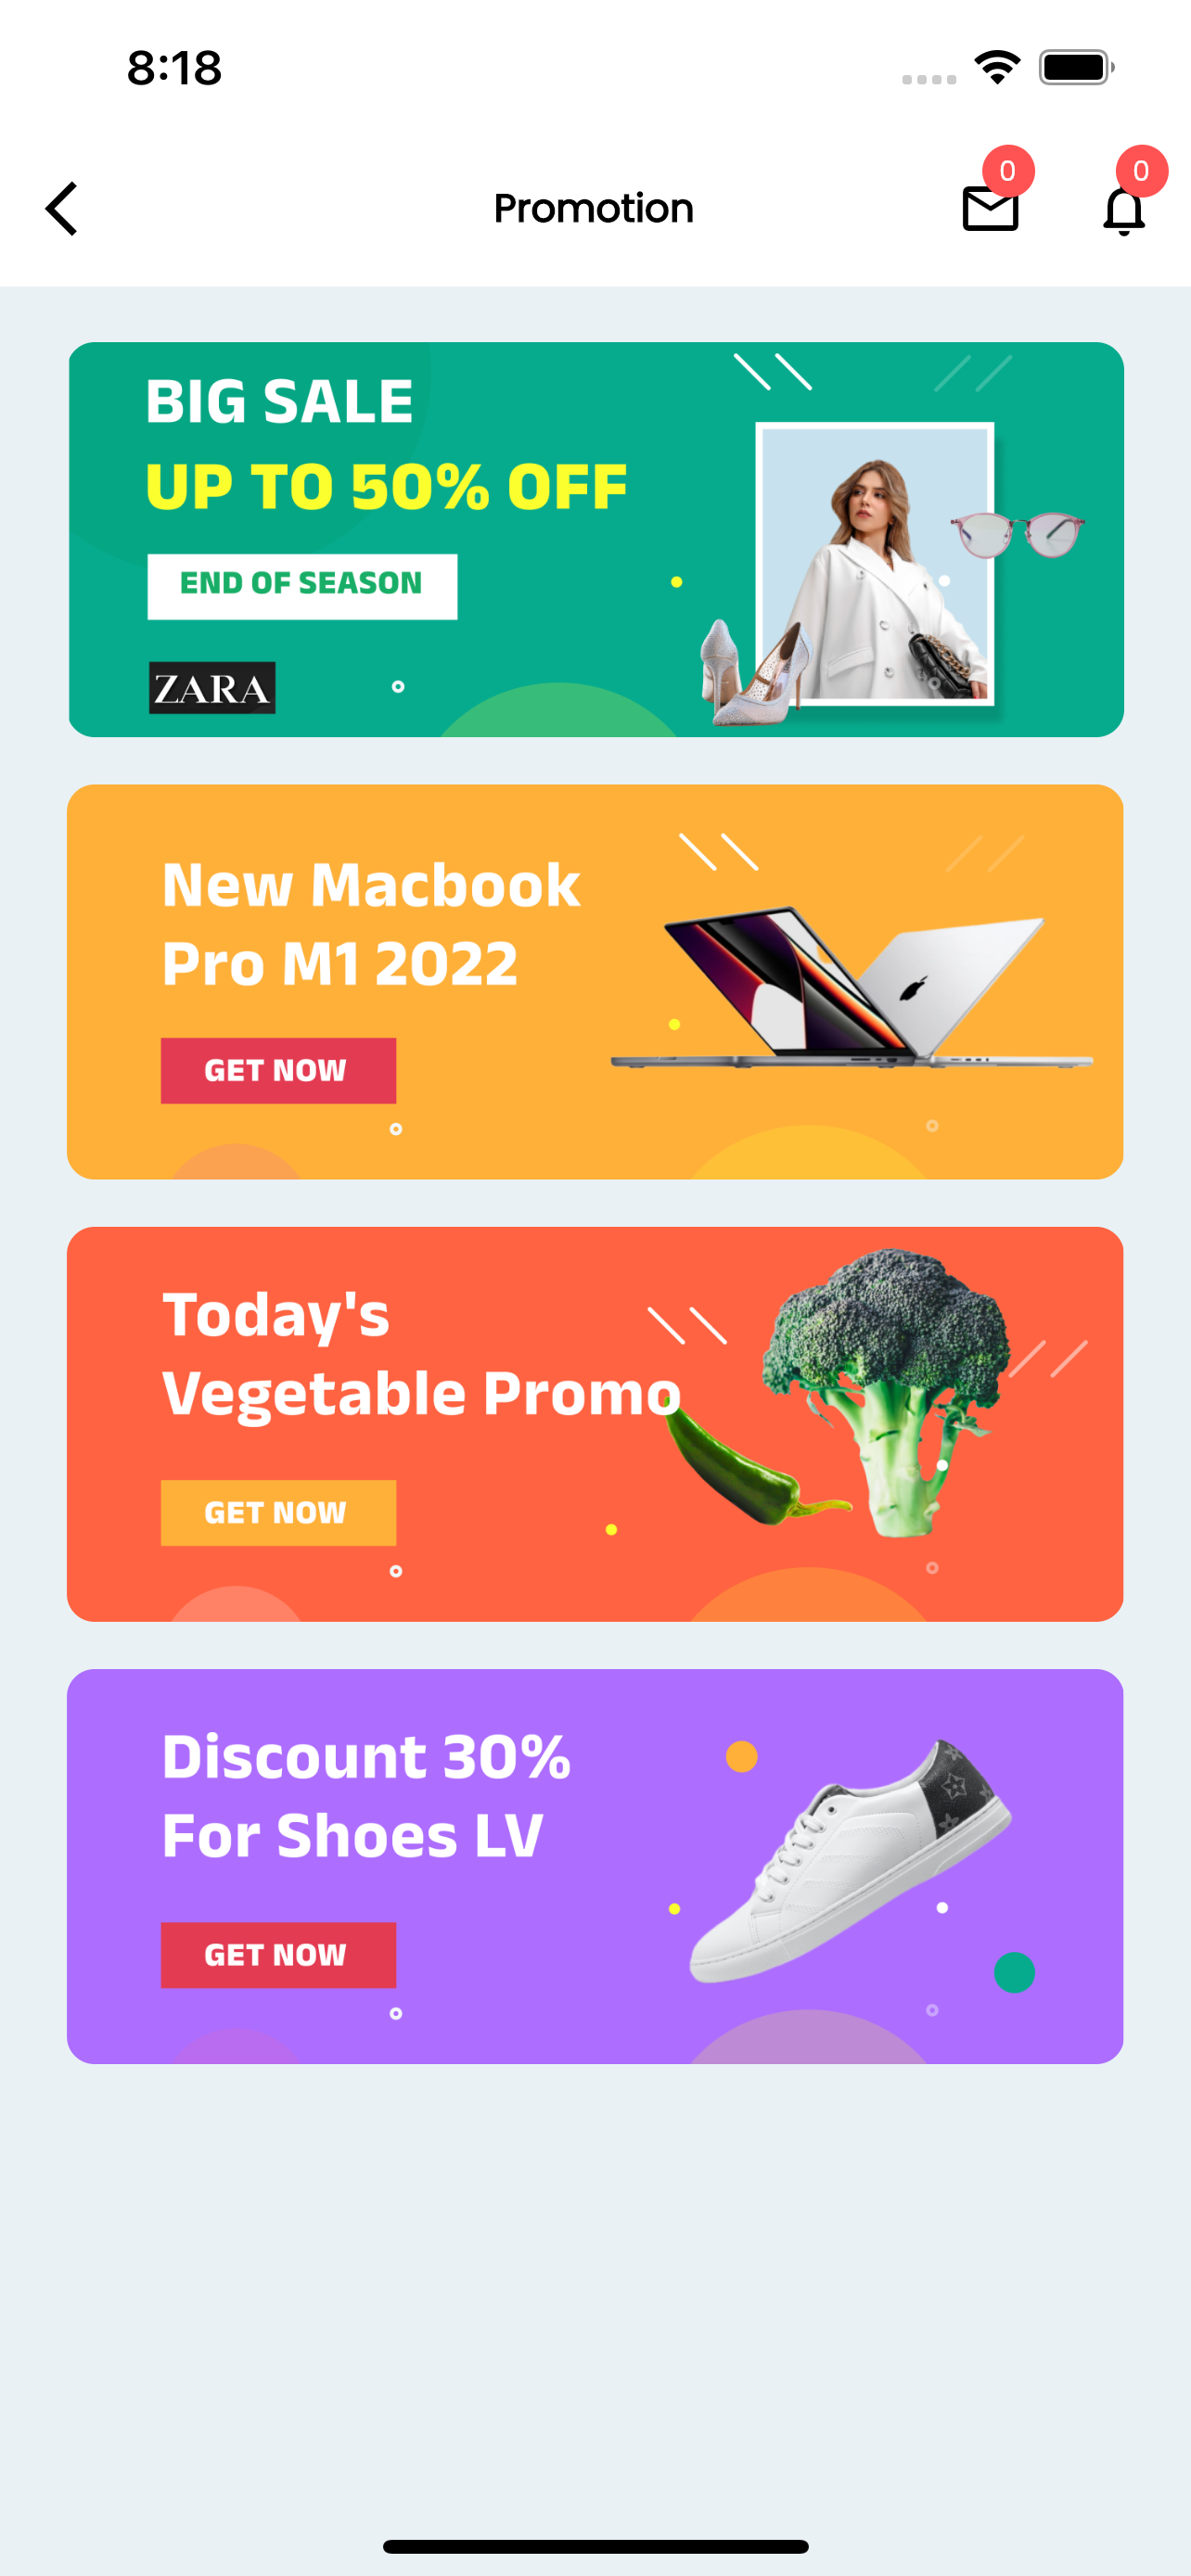 8:18
Promotion
0
0
BIG SALE
UP TO 50% OFF
END OF SEASON
ZARA
New Macbook
Pro M1 2022
GET NOW
Today's
Vegetable Promo
GET NOW
Discount 30%
For Shoes LV
GET NOW